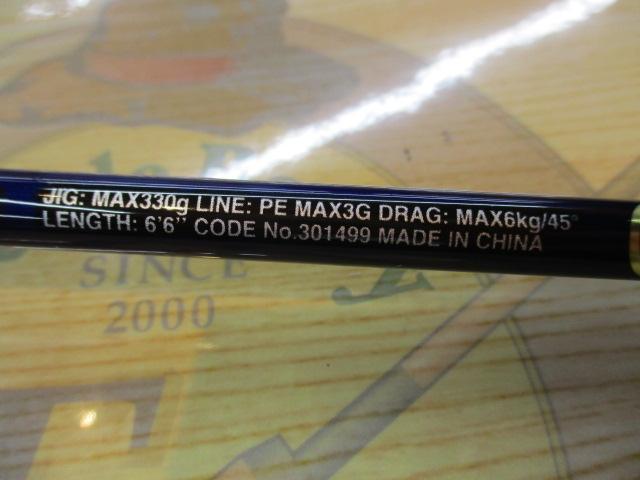 JIG: MAX330g LINE: PE MAX3G DRAG: MAX6kg/45°
LENGTH: 6'6" CODE No.301499 MADE IN CHINA
SINCE
2000